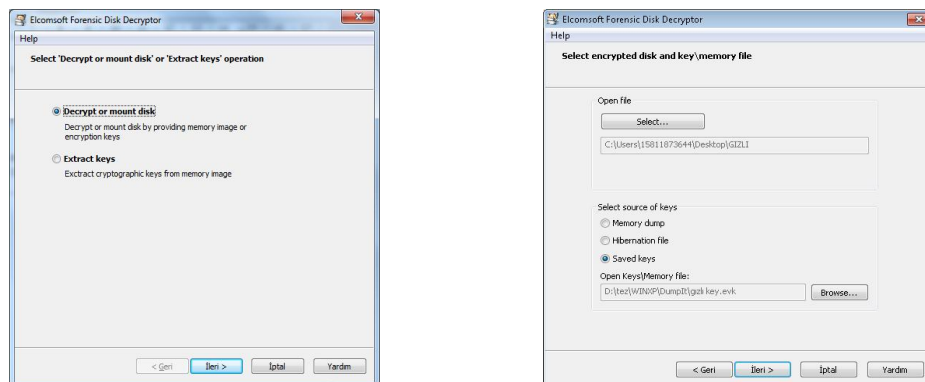 Elcomsoft Forensic Disk Decryptor
Help
Select 'Decrypt or mount disk' or 'Extract keys' operation
Decrypt or mount disk
Decrypt or mount disk by providing memory image or
encryption keys
Extract keys
Exctract cryptographic keys from memory image
< Geri
İleri >
İptal
Yardım
Elcomsoft Forensic Disk Decryptor
Help
Select encrypted disk and key\memory file
Open file
Select...
C:\Users\15811873644\Desktop\GIZLI
Select source of keys
Memory dump
Hibernation file
Saved keys
Open Keys\Memory file:
D:\tez\WINXP\DumpIt\gizli key.evk
Browse...
< Geri
İleri >
İptal
Yardım